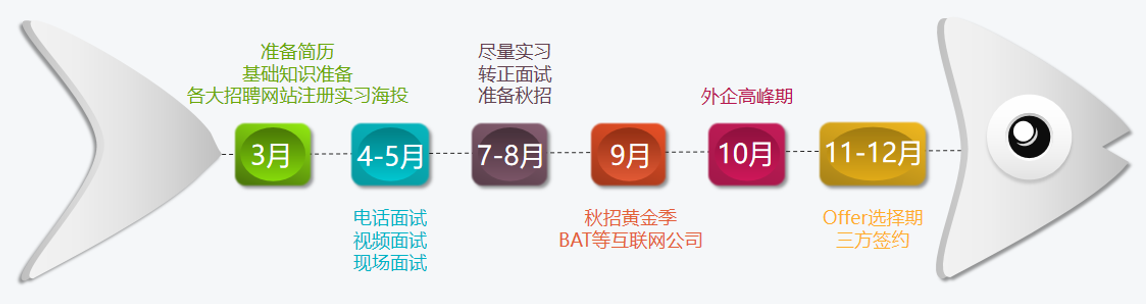 准备简历
基础知识准备
各大招聘网站注册实习海投
尽量实习
转正面试
准备秋招
外企高峰期
3月
4-5月
7-8月
9月
10月
11-12月
电话面试
视频面试
现场面试
秋招黄金季
BAT等互联网公司
Offer选择期
三方签约